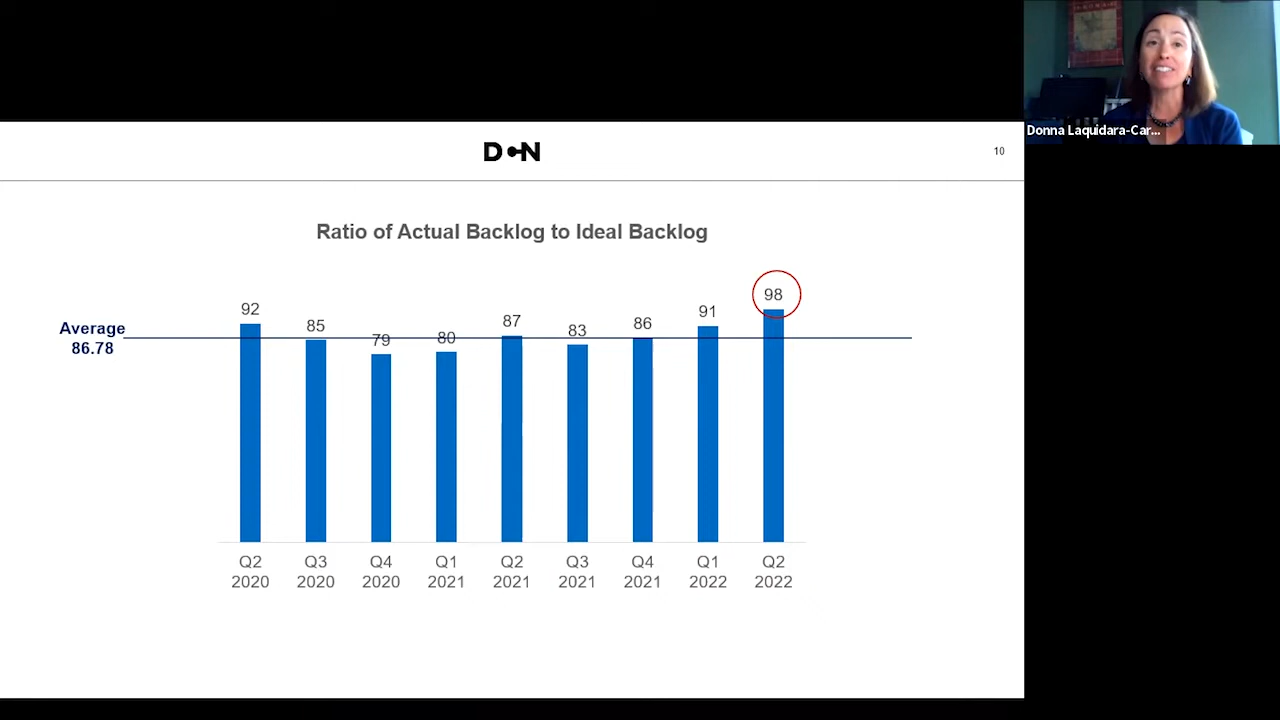 D•N
10
Ratio of Actual Backlog to Ideal Backlog
92
85
79
80
87
83
86
91
98
Average
86.78
Q2 Q3 Q4 Q1 Q2 Q3 Q4 Q1 Q2
2020 2020 2020 2021 2021 2021 2021 2022 2022
Donna Laquidara-Car...